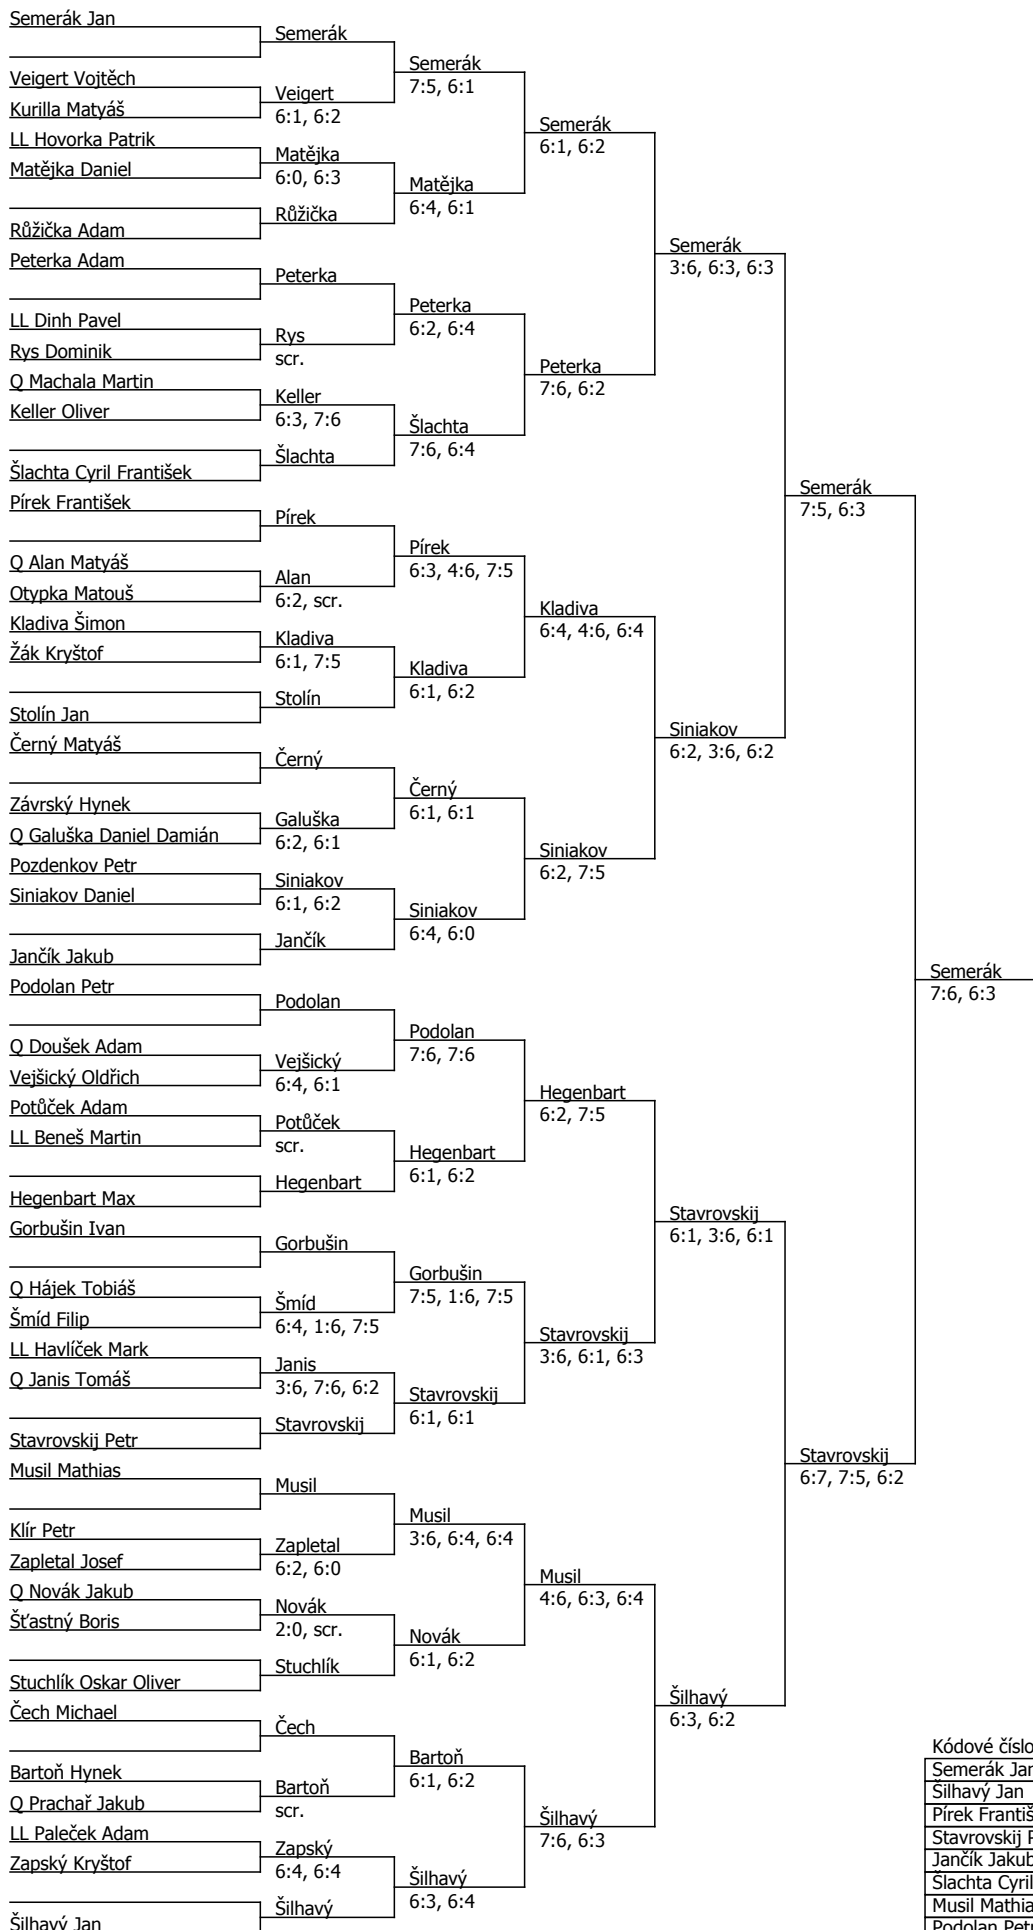 Semerák Jan
Veigert Vojtěch
Kurilla Matyáš
LL Hovorka Patrik
Matějka Daniel
Růžička Adam
Peterka Adam
LL Dinh Pavel
Rys Dominik
Q Machala Martin
Keller Oliver
Šlachta Cyril František
Pírek František
Q Alan Matyáš
Otypka Matouš
Kladiva Šimon
Žák Kryštof
Stolín Jan
Černý Matyáš
Závrský Hynek
Q Galuška Daniel Damián
Pozdenkov Petr
Siniakov Daniel
Jančík Jakub
Podolan Petr
Q Doušek Adam
Vejšický Oldřich
Potůček Adam
LL Beneš Martin
Hegenbart Max
Gorbušin Ivan
Q Hájek Tobiáš
Šmíd Filip
LL Havlíček Mark
Q Janis Tomáš
Stavrovskij Petr
Musil Mathias
Klír Petr
Zapletal Josef
Q Novák Jakub
Šťastný Boris
Stuchlík Oskar Oliver
Čech Michael
Bartoň Hynek
Q Prachař Jakub
LL Paleček Adam
Zapský Kryštof
Šilhavý Jan
Semerák
Veigert
6:1, 6:2
Matějka
6:0, 6:3
Růžička
Peterka
Rys
scr.
Keller
6:3, 7:6
Šlachta
Pírek
Alan
6:2, scr.
Kladiva
6:1, 7:5
Stolín
Černý
Galuška
6:2, 6:1
Siniakov
6:1, 6:2
Jančík
Podolan
Vejšický
6:4, 6:1
Potůček
scr.
Hegenbart
Gorbušin
Šmíd
6:4, 1:6, 7:5
Janis
3:6, 7:6, 6:2
Stavrovskij
Musil
Zapletal
6:2, 6:0
Novák
2:0, scr.
Stuchlík
Čech
Bartoň
scr.
Zapský
6:4, 6:4
Šilhavý
Semerák
7:5, 6:1
Matějka
6:4, 6:1
Peterka
6:2, 6:4
Šlachta
7:6, 6:4
Pírek
6:3, 4:6, 7:5
Kladiva
6:1, 6:2
Černý
6:1, 6:1
Siniakov
6:4, 6:0
Podolan
7:6, 7:6
Hegenbart
6:1, 6:2
Gorbušin
7:5, 1:6, 7:5
Stavrovskij
6:1, 6:1
Musil
3:6, 6:4, 6:4
Novák
6:1, 6:2
Bartoň
6:1, 6:2
Šilhavý
6:3, 6:4
Semerák
6:1, 6:2
Peterka
7:6, 6:2
Kladiva
6:4, 4:6, 6:4
Siniakov
6:2, 7:5
Hegenbart
6:2, 7:5
Stavrovskij
3:6, 6:1, 6:3
Musil
4:6, 6:3, 6:4
Šilhavý
7:6, 6:3
Semerák
3:6, 6:3, 6:3
Siniakov
6:2, 3:6, 6:2
Stavrovskij
6:1, 3:6, 6:1
Šilhavý
6:3, 6:2
Semerák
7:5, 6:3
Stavrovskij
6:7, 7:5, 6:2
Semerák
7:6, 6:3
Kódové číslo
Semerák Jan
Šilhavý Jan
Pírek Františ
Stavrovskij P
Jančík Jakub
Šlachta Cyril
Musil Mathia
Podolan Petr